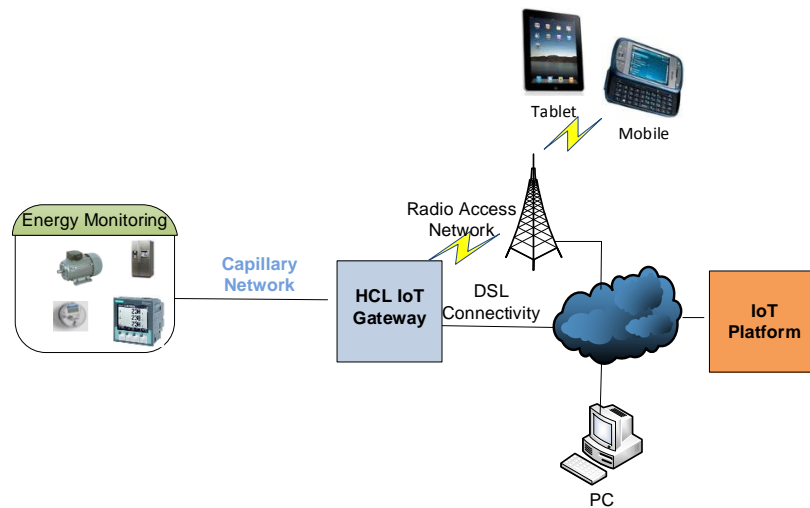 Tablet
Mobile
Energy Monitoring
Radio Access
Network
Capillary
Network
HCL IoT
Gateway
DSL
Connectivity
IoT
Platform
PC